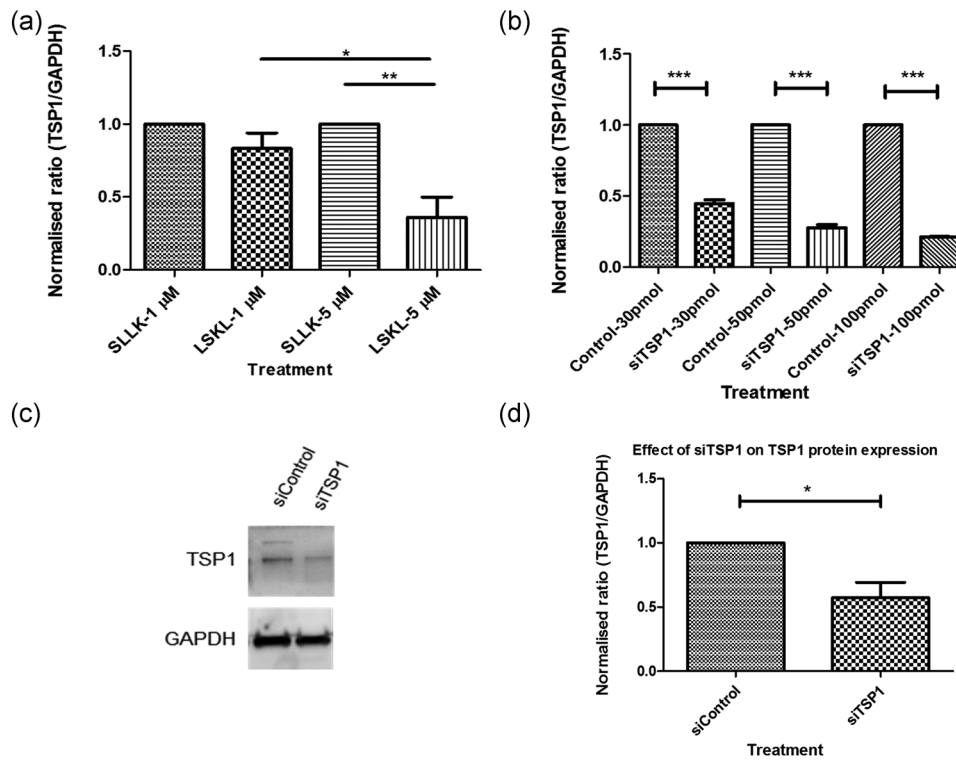 (a)
Normalised ratio (TSP1/GAPDH)
1.5
1.0
0.5
0.0
*
**
SLLK-1 µM
LSKL-1 µM
SLLK-5 µM
LSKL-5 µM
Treatment
(b)
Normalised ratio (TSP1/GAPDH)
1.5
1.0
0.5
0.0
***
***
***
Control-30pmol
siTSP1-30pmol
Control-50pmol
siTSP1-50pmol
Control-100pmol
siTSP1-100pmol
Treatment
(c)
siControl
siTSP1
TSP1
GAPDH
(d)
Effect of siTSP1 on TSP1 protein expression
Normalised ratio (TSP1/GAPDH)
1.5
1.0
0.5
0.0
*
siControl
siTSP1
Treatment